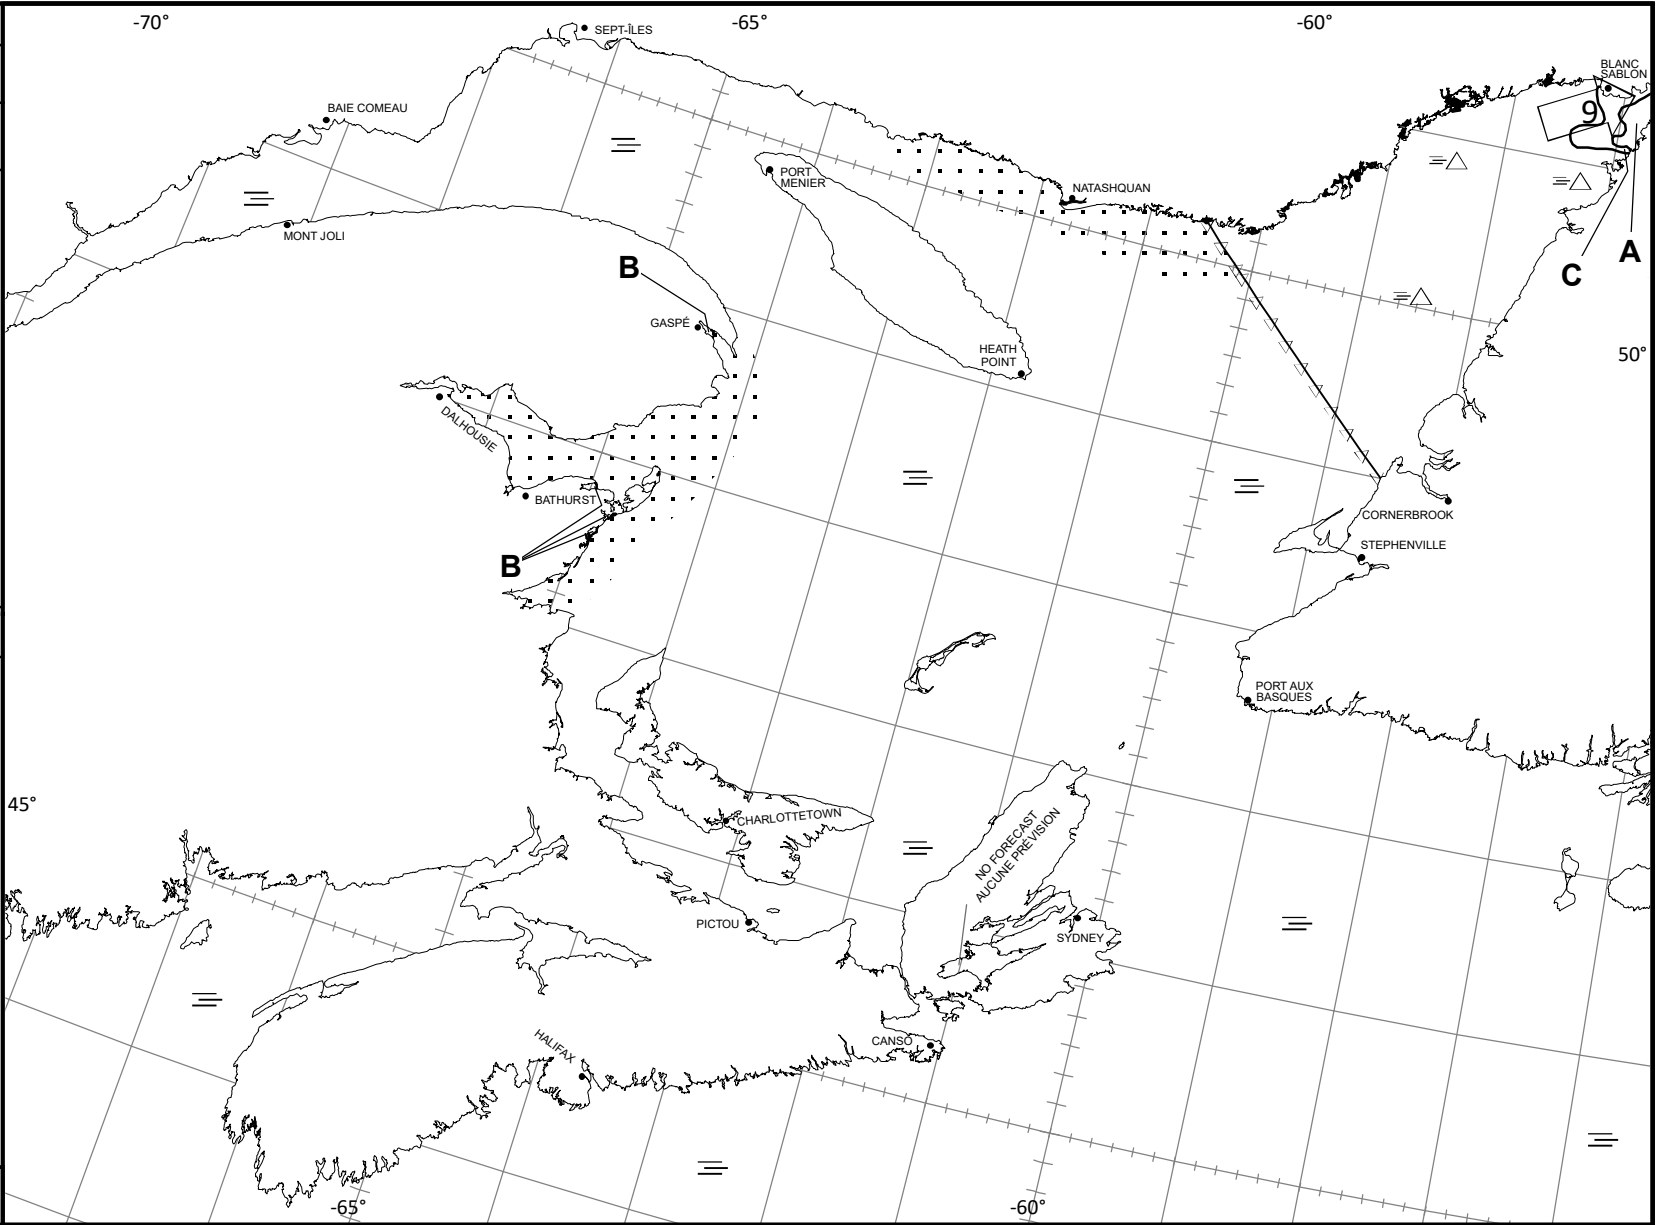 -70°
-65°
-60°
SEPT-ÎLES
BLANC
SABLON
BAIE COMEAU
9
PORT
MENIER
NATASHQUAN
MONT JOLI
A
B
C
GASPÉ
HEATH
POINT
50°
DALHOUSIE
BATHURST
CORNERBROOK
STEPHENVILLE
B
PORT AUX
BASQUES
45°
CHARLOTTETOWN
NO FORECAST
AUCUNE PRÉVISION
PICTOU
SYDNEY
CANSO
HALIFAX
-65°
-60°